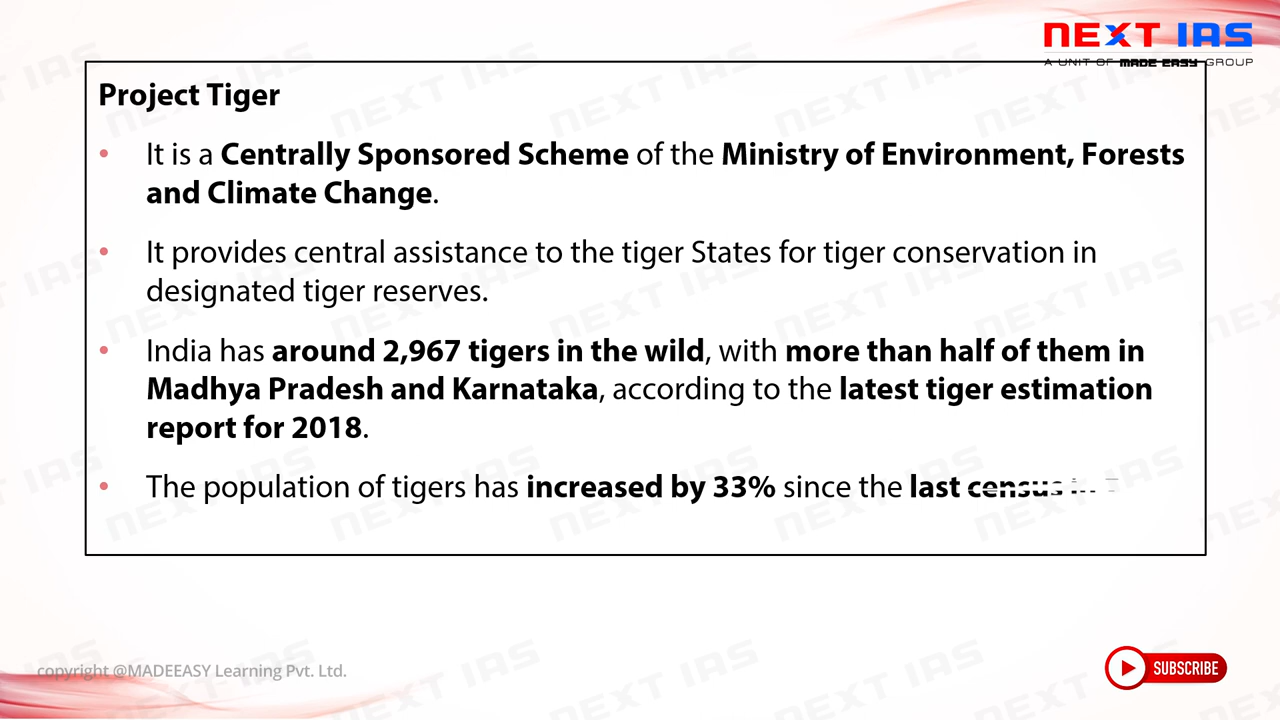 NEXT IAS
A UNIT OF MADE EASY GROUP
Project Tiger
• It is a Centrally Sponsored Scheme of the Ministry of Environment, Forests
and Climate Change.
• It provides central assistance to the tiger States for tiger conservation in
designated tiger reserves.
• India has around 2,967 tigers in the wild, with more than half of them in
Madhya Pradesh and Karnataka, according to the latest tiger estimation
report for 2018.
• The population of tigers has increased by 33% since the last census
copyright @MADEEASY Learning Pvt. Ltd.
SUBSCRIBE